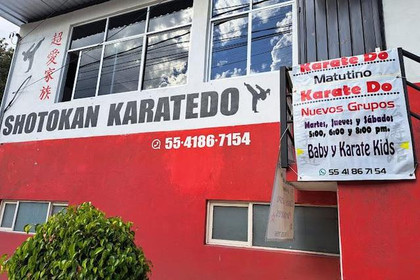 超愛家族
SHOTOKAN KARATEDO
55•4186•7154
Karate Do
Matutino
Karate Do
Nuevos Grupos
Martes, Jueves y Sábados
5:00, 6:00 y 8:00 pm.
Baby y Karate Kids
55 41 86 71 54